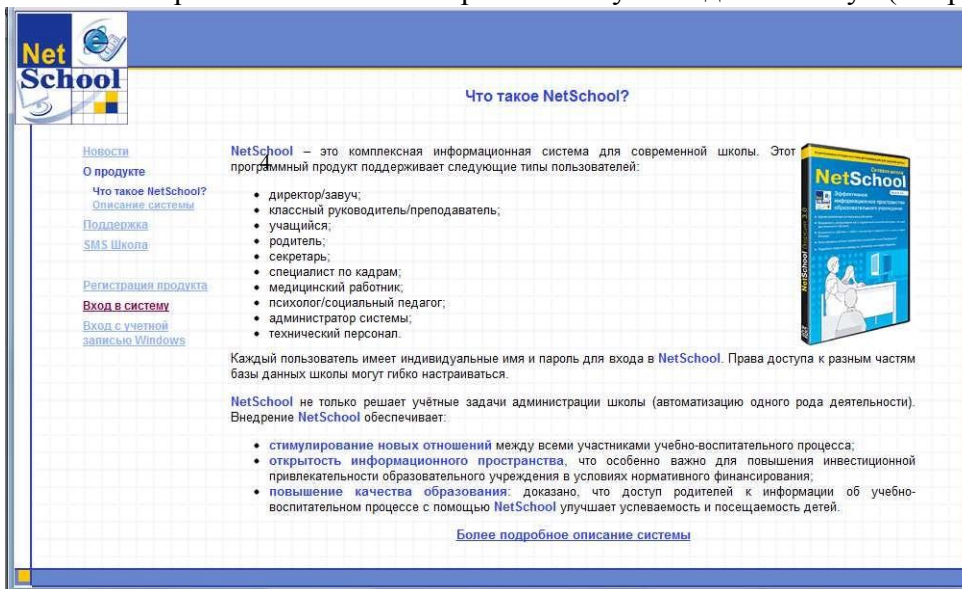 Net
School
Что такое NetSchool?
Новости
О продукте
Что такое NetSchool?
Описание системы
Поддержка
SMS Школа
Регистрация продукта
Вход в систему
Вход с учетной
записью Windows
NetSchool – это комплексная информационная система для современной школы. Этот
4
программный продукт поддерживает следующие типы пользователей:
• директор/завуч;
• классный руководитель/преподаватель;
• учащийся;
• родитель;
• секретарь;
• специалист по кадрам;
• медицинский работник;
• психолог/социальный педагог;
• администратор системы;
• технический персонал.
NetSchool
Эффективное
информационное пространство
образовательного учреждения
Каждый пользователь имеет индивидуальные имя и пароль для входа в NetSchool. Права доступа к разным частям
базы данных школы могут гибко настраиваться.
NetSchool не только решает учётные задачи администрации школы (автоматизацию одного рода деятельности).
Внедрение NetSchool обеспечивает:
• стимулирование новых отношений между всеми участниками учебно-воспитательного процесса;
• открытость информационного пространства, что особенно важно для повышения инвестиционной
привлекательности образовательного учреждения в условиях нормативного финансирования;
• повышение качества образования: доказано, что доступ родителей к информации об учебно-
воспитательном процессе с помощью NetSchool улучшает успеваемость и посещаемость детей.
Более подробное описание системы